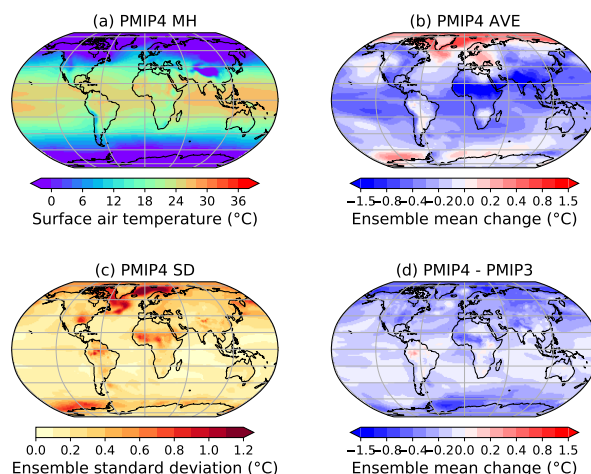 (a) PMIP4 MH
(b) PMIP4 AVE
0 6 12 18 24 30 36
Surface air temperature (°C)
−1.5 −0.8 −0.4 −0.2 0.0 0.2 0.4 0.8 1.5
Ensemble mean change (°C)
(c) PMIP4 SD
(d) PMIP4 - PMIP3
0.0 0.2 0.4 0.6 0.8 1.0 1.2
Ensemble standard deviation (°C)
−1.5 −0.8 −0.4 −0.2 0.0 0.2 0.4 0.8 1.5
Ensemble mean change (°C)